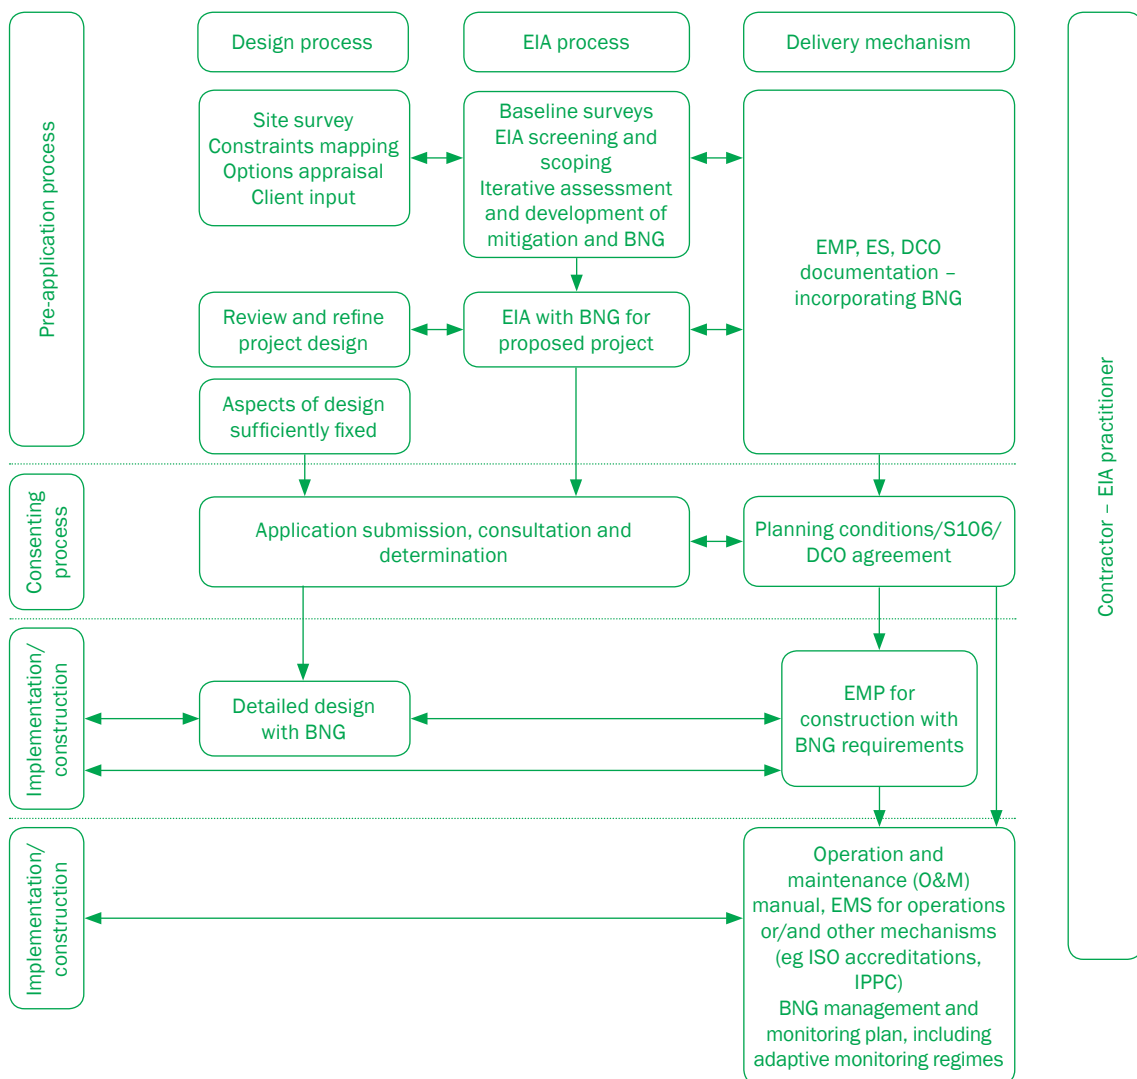 Design process
EIA process
Delivery mechanism
Pre-application process
Site survey
Constraints mapping
Options appraisal
Client input
Baseline surveys
EIA screening and
scoping
Iterative assessment
and development of
mitigation and BNG
EMP, ES, DCO
documentation –
incorporating BNG
Review and refine
project design
EIA with BNG for
proposed project
Aspects of design
sufficiently fixed
Contractor – EIA practitioner
Consenting
process
Application submission, consultation and
determination
Planning conditions/S106/
DCO agreement
Implementation/
construction
Detailed design
with BNG
EMP for
construction with
BNG requirements
Implementation/
construction
Operation and
maintenance (O&M)
manual, EMS for operations
or/and other mechanisms
(eg ISO accreditations,
IPPC)
BNG management and
monitoring plan, including
adaptive monitoring regimes